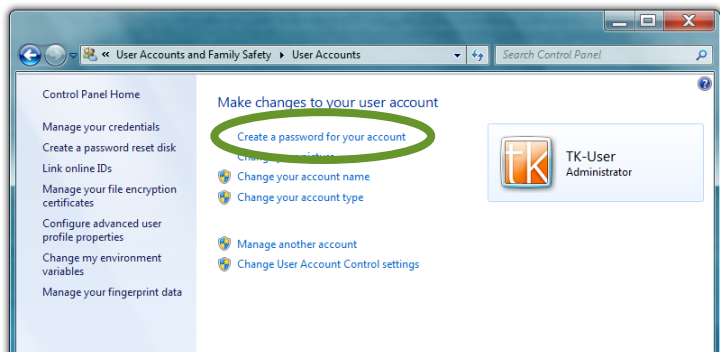 « User Accounts and Family Safety ▸ User Accounts
Search Control Panel
Control Panel Home
Manage your credentials
Create a password reset disk
Link online IDs
Manage your file encryption
certificates
Configure advanced user
profile properties
Change my environment
variables
Manage your fingerprint data
Make changes to your user account
Create a password for your account
Change your picture
Change your account name
Change your account type
Manage another account
Change User Account Control settings
tk
TK-User
Administrator